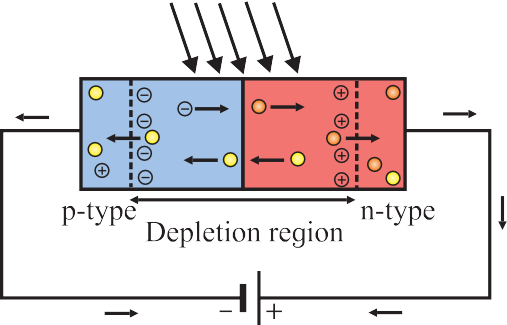 p-type
n-type
Depletion region
− +